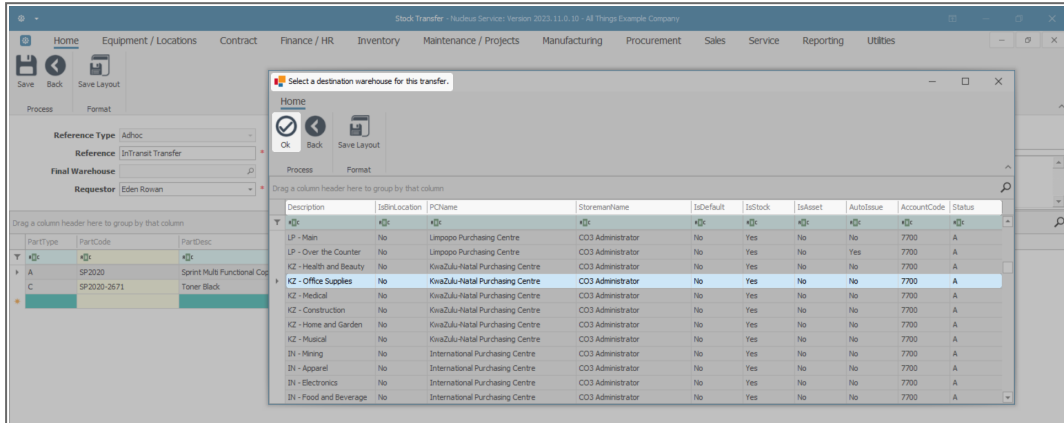 Stock Transfer - Nucleus Service: Version 2023.11.0.10 - All Things Example Company
Home Equipment / Locations Contract Finance / HR Inventory Maintenance / Projects Manufacturing Procurement Sales Service Reporting Utilities
Save Back Save Layout
Process Format
Reference Type Adhoc
Reference InTransit Transfer *
Final Warehouse
Requestor Eden Rowan *
Drag a column header here to group by that column
PartType PartCode PartDesc
A SP2020 Sprint Multi Functional Cop
C SP2020-2671 Toner Black
Select a destination warehouse for this transfer.
Home
Ok Back Save Layout
Process Format
Drag a column header here to group by that column
Description IsBinLocation PCName StoremanName IsDefault IsStock IsAsset AutoIssue AccountCode Status
LP - Main No Limpopo Purchasing Centre CO3 Administrator No Yes No No 7700 A
LP - Over the Counter No Limpopo Purchasing Centre CO3 Administrator No Yes No Yes 7700 A
KZ - Health and Beauty No KwaZulu-Natal Purchasing Centre CO3 Administrator No Yes No No 7700 A
KZ - Office Supplies No KwaZulu-Natal Purchasing Centre CO3 Administrator No Yes No No 7700 A
KZ - Medical No KwaZulu-Natal Purchasing Centre CO3 Administrator No Yes No No 7700 A
KZ - Construction No KwaZulu-Natal Purchasing Centre CO3 Administrator No Yes No No 7700 A
KZ - Home and Garden No KwaZulu-Natal Purchasing Centre CO3 Administrator No Yes No No 7700 A
KZ - Musical No KwaZulu-Natal Purchasing Centre CO3 Administrator No Yes No No 7700 A
IN - Mining No International Purchasing Centre CO3 Administrator No Yes No No 7700 A
IN - Apparel No International Purchasing Centre CO3 Administrator No Yes No No 7700 A
IN - Electronics No International Purchasing Centre CO3 Administrator No Yes No No 7700 A
IN - Food and Beverage No International Purchasing Centre CO3 Administrator No Yes No No 7700 A